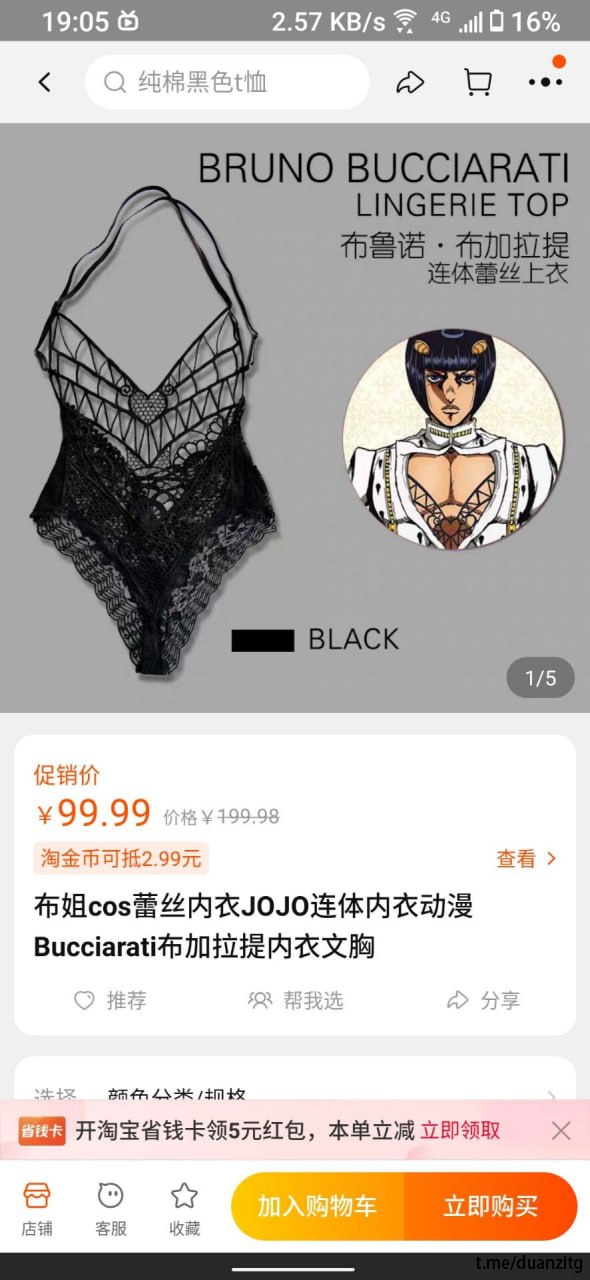 19:05
2.57 KB/s 4G 16%
纯棉黑色t恤
BRUNO BUCCIARATI
LINGERIE TOP
布鲁诺·布加拉提
连体蕾丝上衣
BLACK
1/5
促销价
￥99.99 价格￥199.98
淘金币可抵2.99元
查看
布姐cos蕾丝内衣JOJO连体内衣动漫
Bucciarati布加拉提内衣文胸
推荐
帮我选
分享
选择 颜色分类/规格
省钱卡 开淘宝省钱卡领5元红包，本单立减 立即领取
店铺
客服
收藏
加入购物车
立即购买
t.me/duanzitg